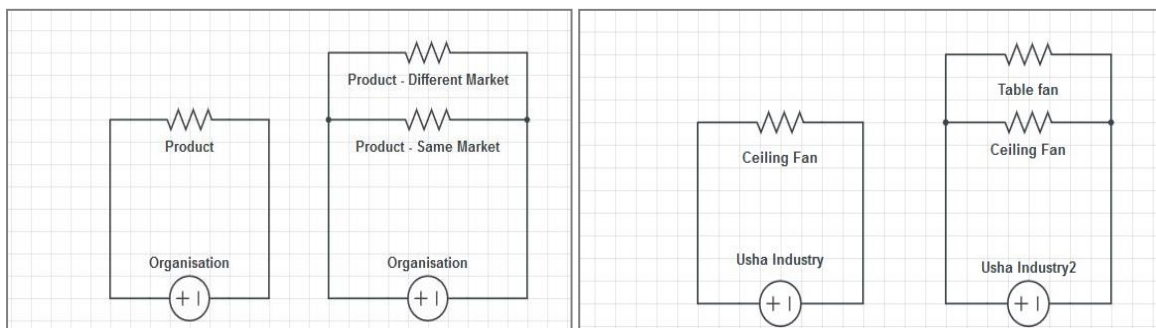 Product - Different Market
Product
Product - Same Market
Organisation
Organisation
Table fan
Ceiling Fan
Ceiling Fan
Usha Industry
Usha Industry2